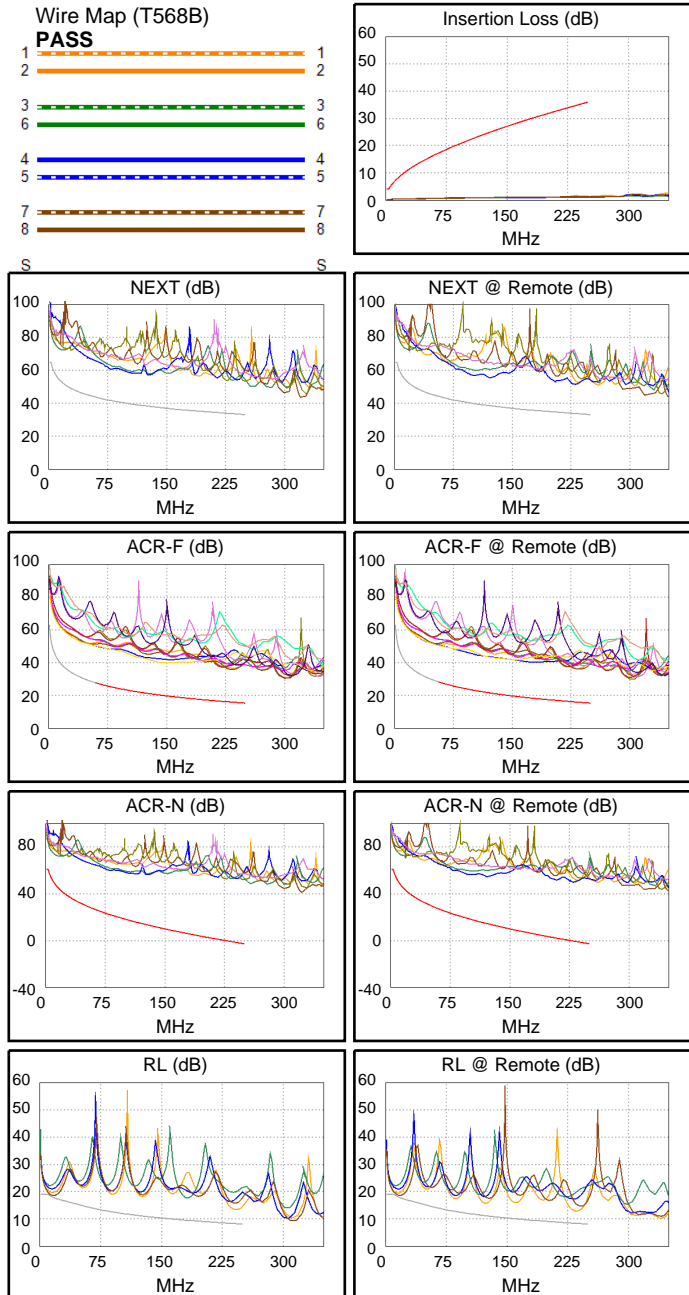 Wire Map (T568B)
PASS
1 1
2 2
3 3
6 6
4 4
5 5
7 7
8 8
S S
Insertion Loss (dB)
60
50
40
30
20
10
0
0 75 150 225 300
MHz
NEXT (dB)
100
80
60
40
20
0
0 75 150 225 300
MHz
NEXT @ Remote (dB)
100
80
60
40
20
0
0 75 150 225 300
MHz
ACR-F (dB)
100
80
60
40
20
0
0 75 150 225 300
MHz
ACR-F @ Remote (dB)
100
80
60
40
20
0
0 75 150 225 300
MHz
ACR-N (dB)
80
40
0
-40
0 75 150 225 300
MHz
ACR-N @ Remote (dB)
80
40
0
-40
0 75 150 225 300
MHz
RL (dB)
60
50
40
30
20
10
0
0 75 150 225 300
MHz
RL @ Remote (dB)
60
50
40
30
20
10
0
0 75 150 225 300
MHz